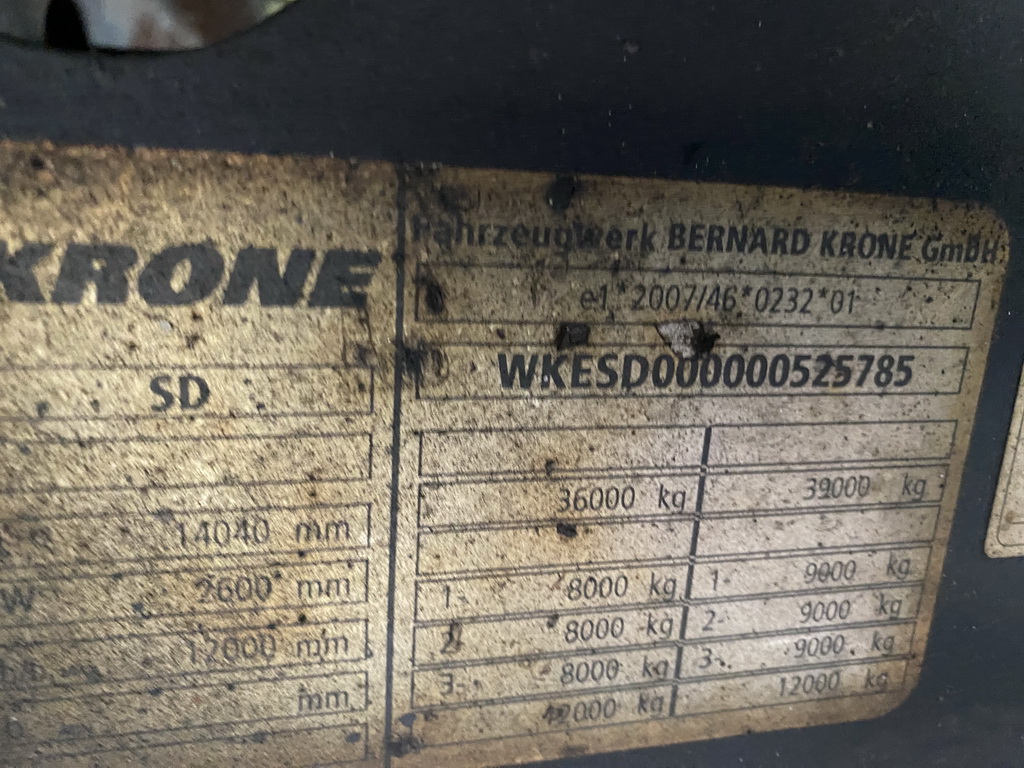 KRONE
SD
14040 mm
W 2600 mm
12000 mm
mm
Fahrzeugwerk BERNARD KRONE GmbH
e1*2007/46*0232*01
WKESD000000525785
36000 kg 39000 kg
1- 8000 kg 1- 9000 kg
2- 8000 kg 2- 9000 kg
3- 8000 kg 3- 9000 kg
12000 kg 12000 kg